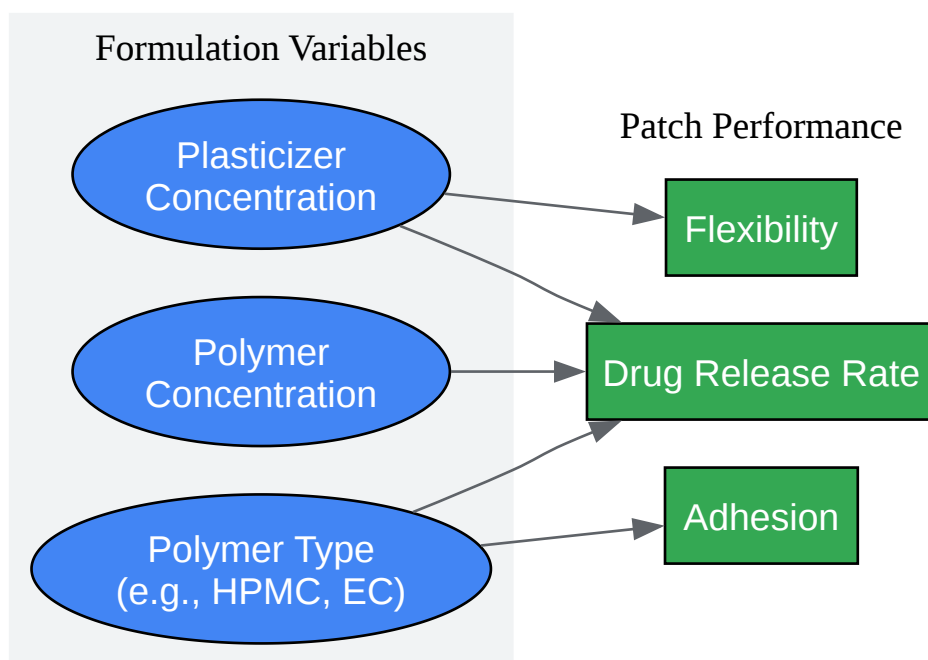 Formulation Variables
Plasticizer
Concentration
Polymer
Concentration
Polymer Type
(e.g., HPMC, EC)
Patch Performance
Flexibility
Drug Release Rate
Adhesion